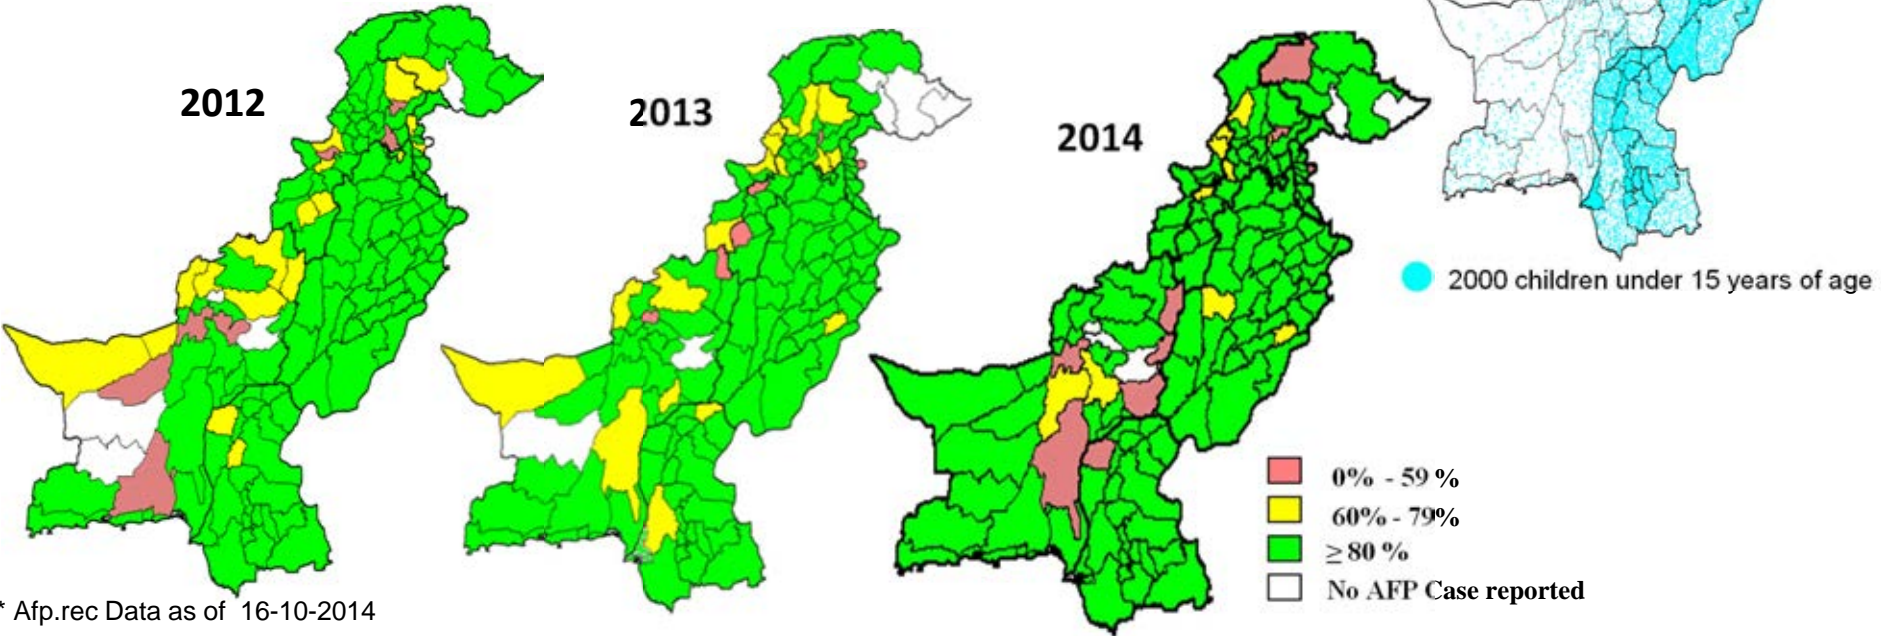 2012
2013
2014
2000 children under 15 years of age
0% - 59 %
60% - 79%
≥ 80 %
No AFP Case reported
* Afp.rec Data as of 16-10-2014